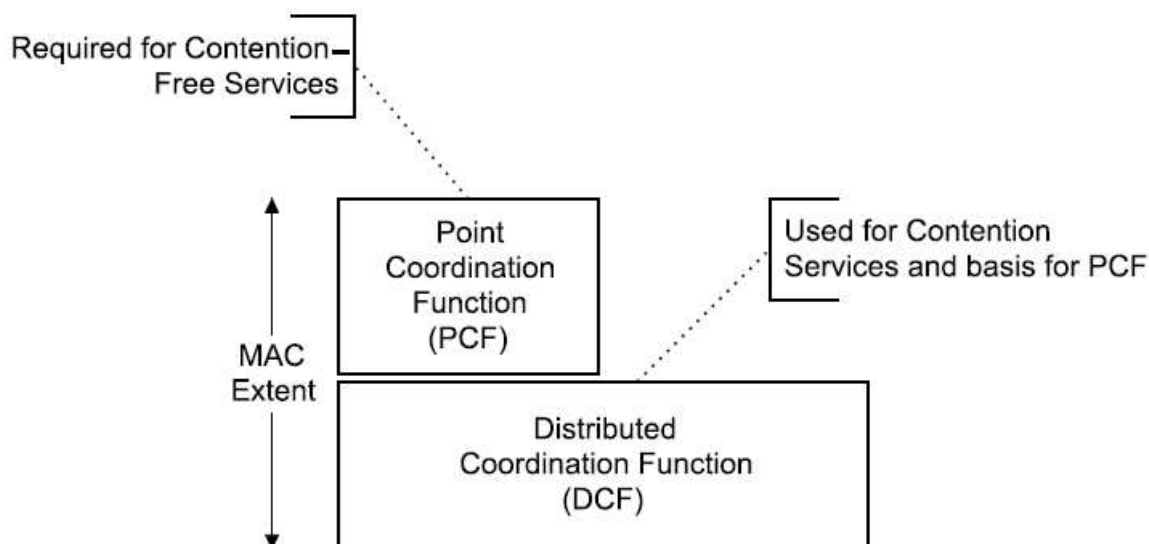 Required for Contention-
Free Services
Point
Coordination
Function
(PCF)
Used for Contention
Services and basis for PCF
MAC
Extent
Distributed
Coordination Function
(DCF)